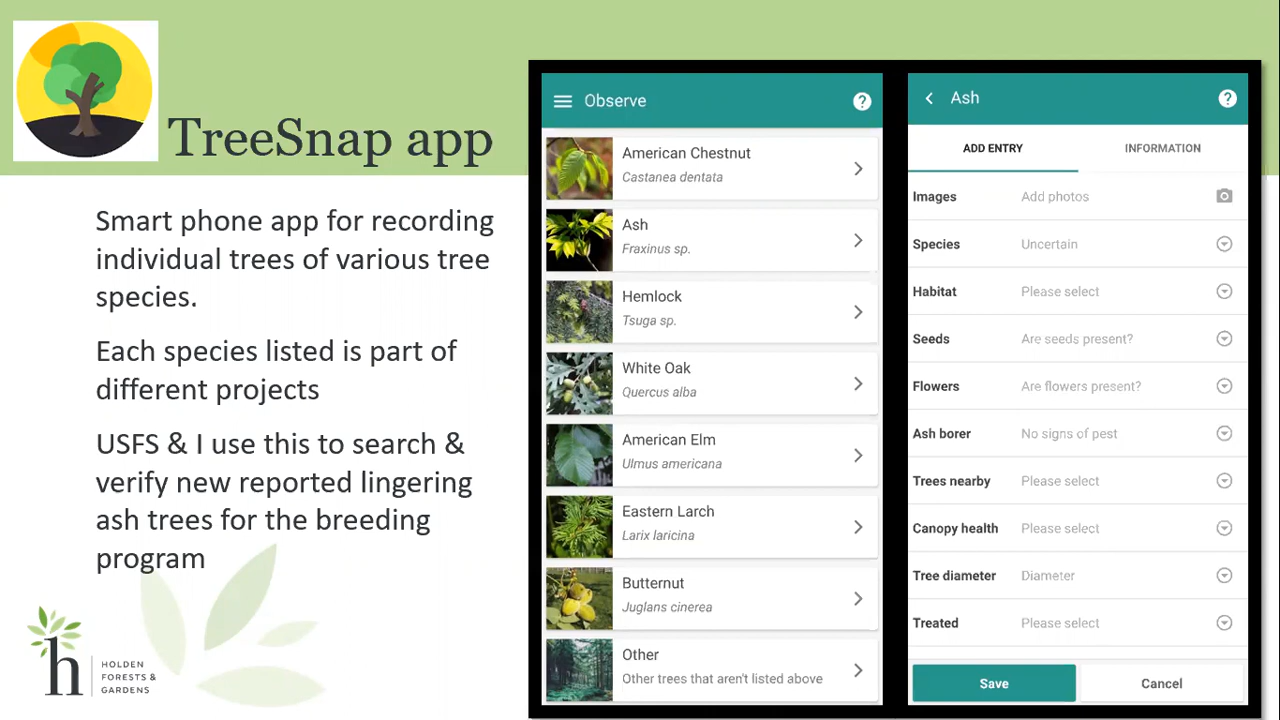 TreeSnap app
Smart phone app for recording
individual trees of various tree
species.
Each species listed is part of
different projects
USFS & I use this to search &
verify new reported lingering
ash trees for the breeding
program
h
HOLDEN
FORESTS &
GARDENS
Observe
?
American Chestnut
Castanea dentata
Ash
Fraxinus sp.
Hemlock
Tsuga sp.
White Oak
Quercus alba
American Elm
Ulmus americana
Eastern Larch
Larix laricina
Butternut
Juglans cinerea
Other
Other trees that aren't listed above
Ash
?
ADD ENTRY INFORMATION
Images Add photos
Species Uncertain
Habitat Please select
Seeds Are seeds present?
Flowers Are flowers present?
Ash borer No signs of pest
Trees nearby Please select
Canopy health Please select
Tree diameter Diameter
Treated Please select
Save Cancel